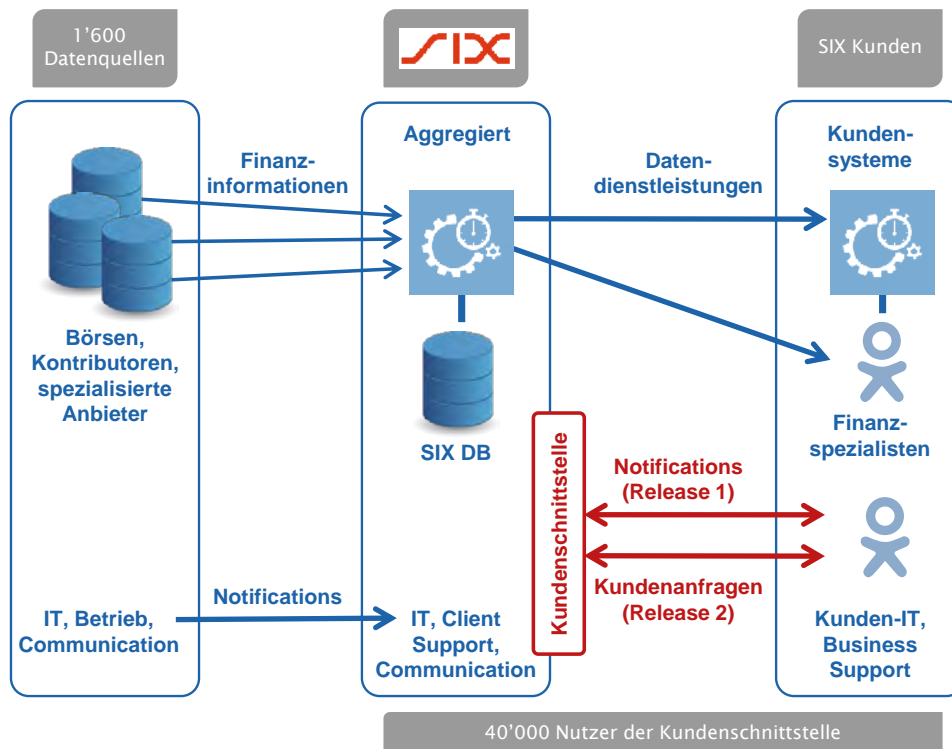 1’600
Datenquellen
SIX
SIX Kunden
Aggregiert
Kunden-
systeme
Finanz-
informationen
Daten-
dienstleistungen
Börsen,
Kontributoren,
spezialisierte
Anbieter
SIX DB
Finanz-
spezialisten
Kundenschnittstelle
Notifications
(Release 1)
Kundenanfragen
(Release 2)
Notifications
IT, Betrieb,
Communication
IT, Client
Support,
Communication
Kunden-IT,
Business
Support
40’000 Nutzer der Kundenschnittstelle